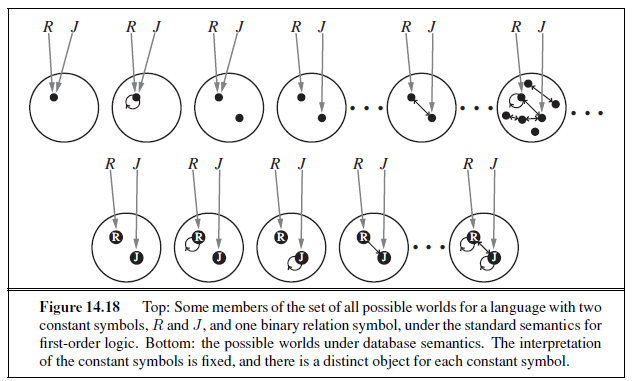 R J R J R J R J R J R J
R J R J R J R J R J
R J R J R J R J R J
Figure 14.18 Top: Some members of the set of all possible worlds for a language with two
constant symbols, R and J, and one binary relation symbol, under the standard semantics for
first-order logic. Bottom: the possible worlds under database semantics. The interpretation
of the constant symbols is fixed, and there is a distinct object for each constant symbol.